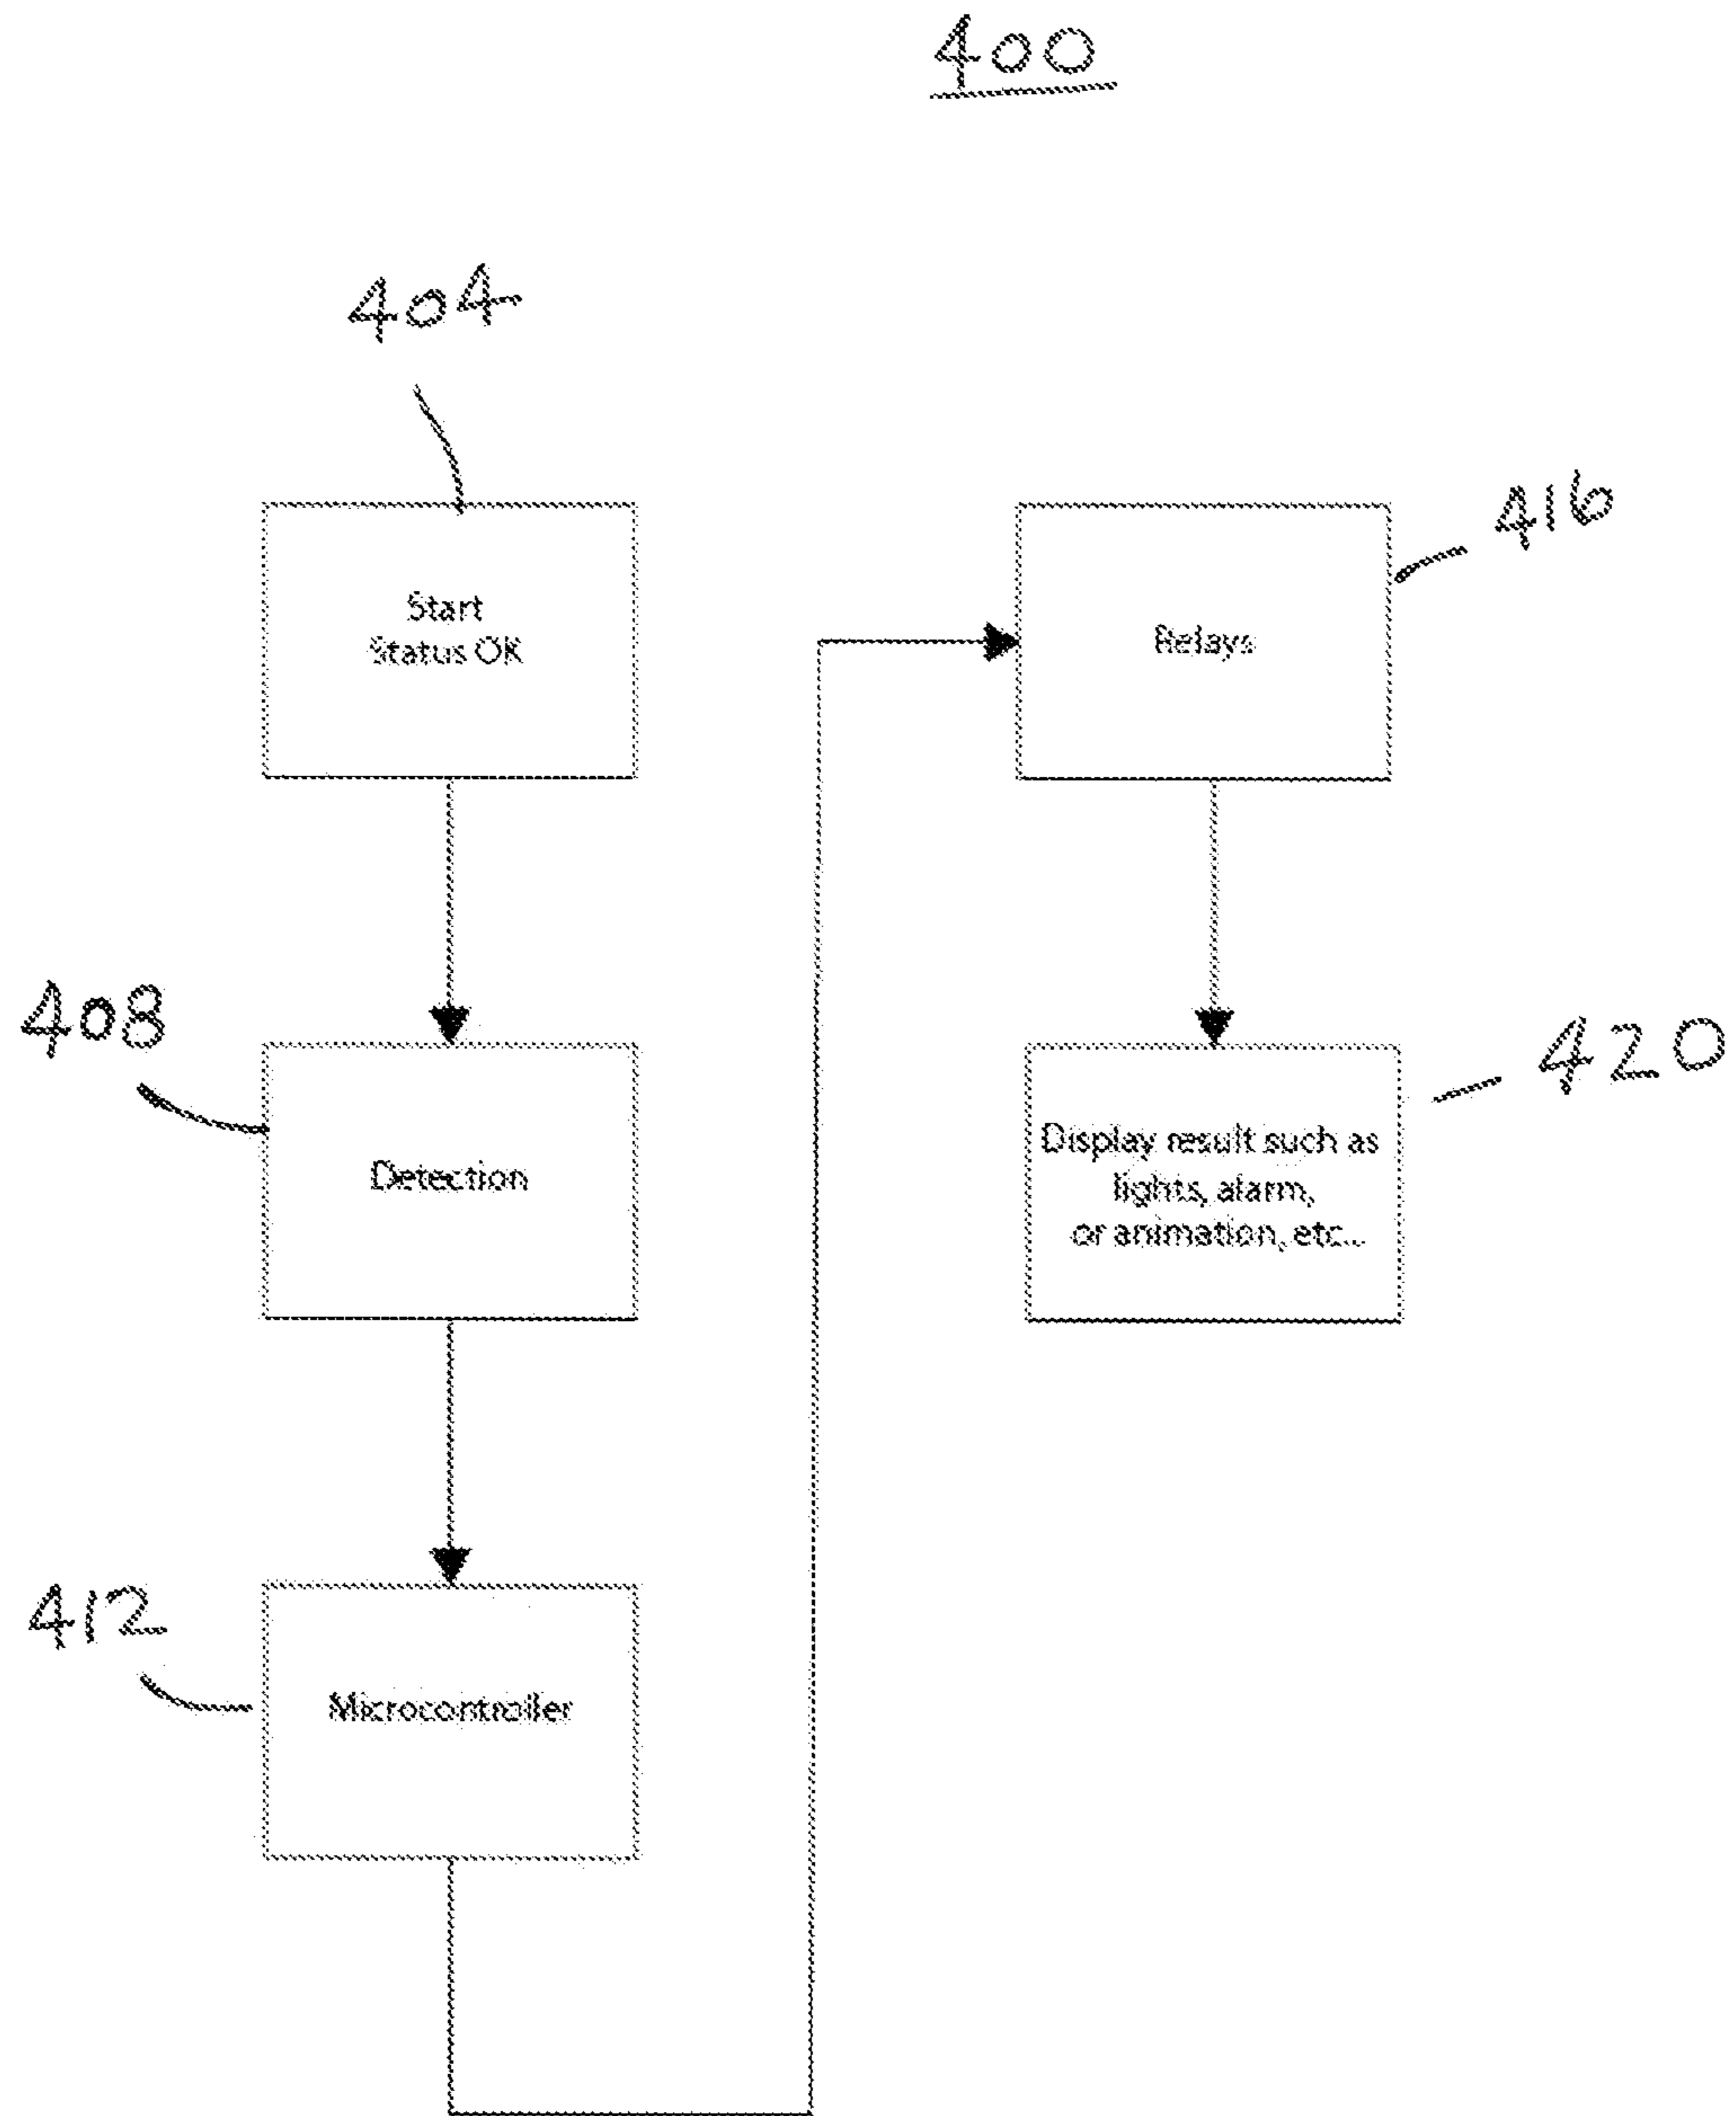 400
404
Start
Status OK
408
Detection
412
Microcontroller
416
Relays
420
Display result such as
lights, alarm,
or animation, etc...